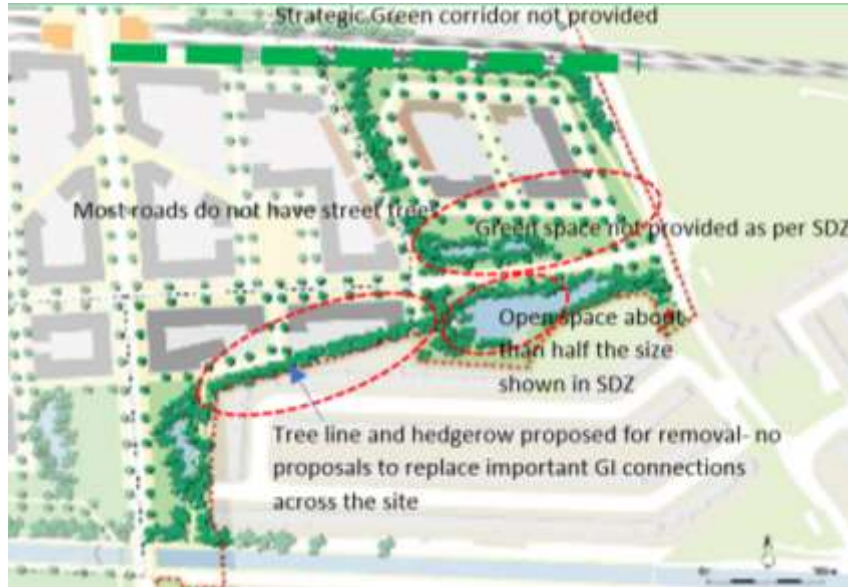 Strategic Green corridor not provided
Most roads do not have street trees
Green space not provided as per SDZ
Open space about
than half the size
shown in SDZ
Tree line and hedgerow proposed for removal- no
proposals to replace important GI connections
across the site